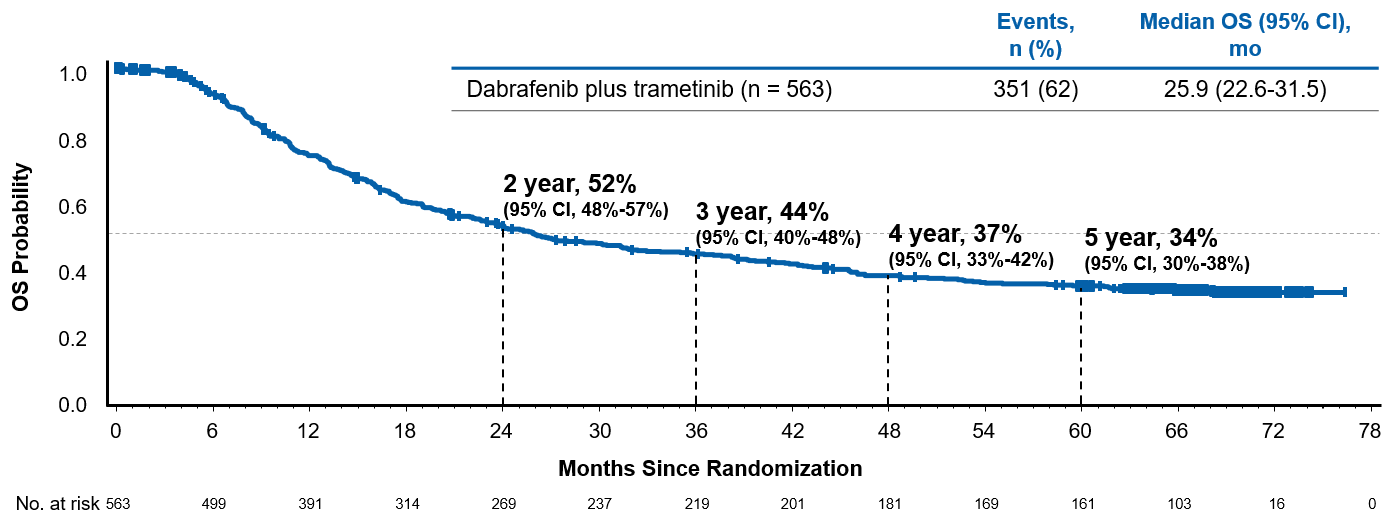 Events,
n (%)
Median OS (95% CI),
mo
Dabrafenib plus trametinib (n = 563) 351 (62) 25.9 (22.6-31.5)
OS Probability
1.0
0.8
0.6
0.4
0.2
0.0
2 year, 52%
(95% CI, 48%-57%)
3 year, 44%
(95% CI, 40%-48%)
4 year, 37%
(95% CI, 33%-42%)
5 year, 34%
(95% CI, 30%-38%)
0 6 12 18 24 30 36 42 48 54 60 66 72 78
Months Since Randomization
No. at risk 563 499 391 314 269 237 219 201 181 169 161 103 16 0